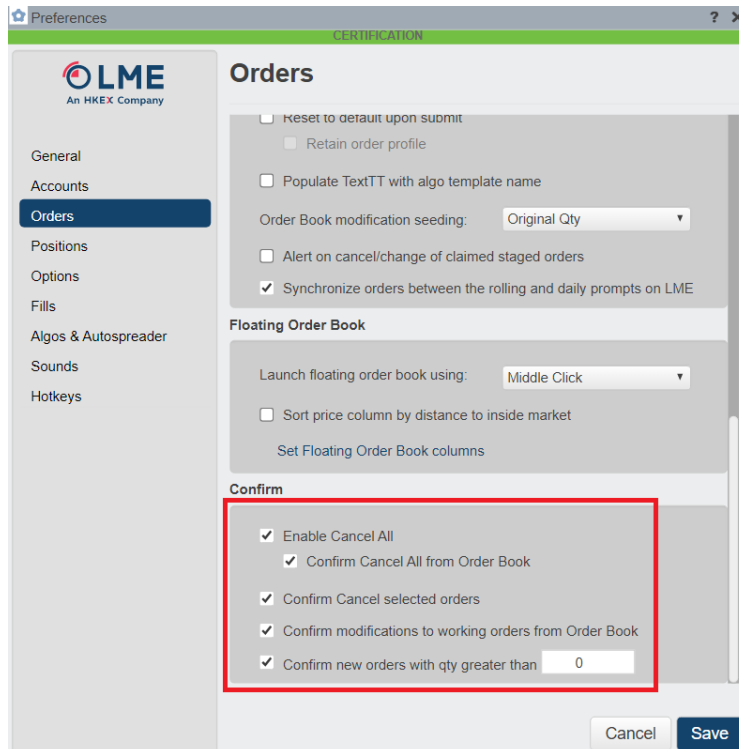 Preferences
?
CERTIFICATION
LME
An HKEX Company
General
Accounts
Orders
Positions
Options
Fills
Algos & Autospreader
Sounds
Hotkeys
Orders
Reset to default upon submit
Retain order profile
Populate TextTT with algo template name
Order Book modification seeding: Original Qty
Alert on cancel/change of claimed staged orders
Synchronize orders between the rolling and daily prompts on LME
Floating Order Book
Launch floating order book using: Middle Click
Sort price column by distance to inside market
Set Floating Order Book columns
Confirm
Enable Cancel All
Confirm Cancel All from Order Book
Confirm Cancel selected orders
Confirm modifications to working orders from Order Book
Confirm new orders with qty greater than 0
Cancel Save